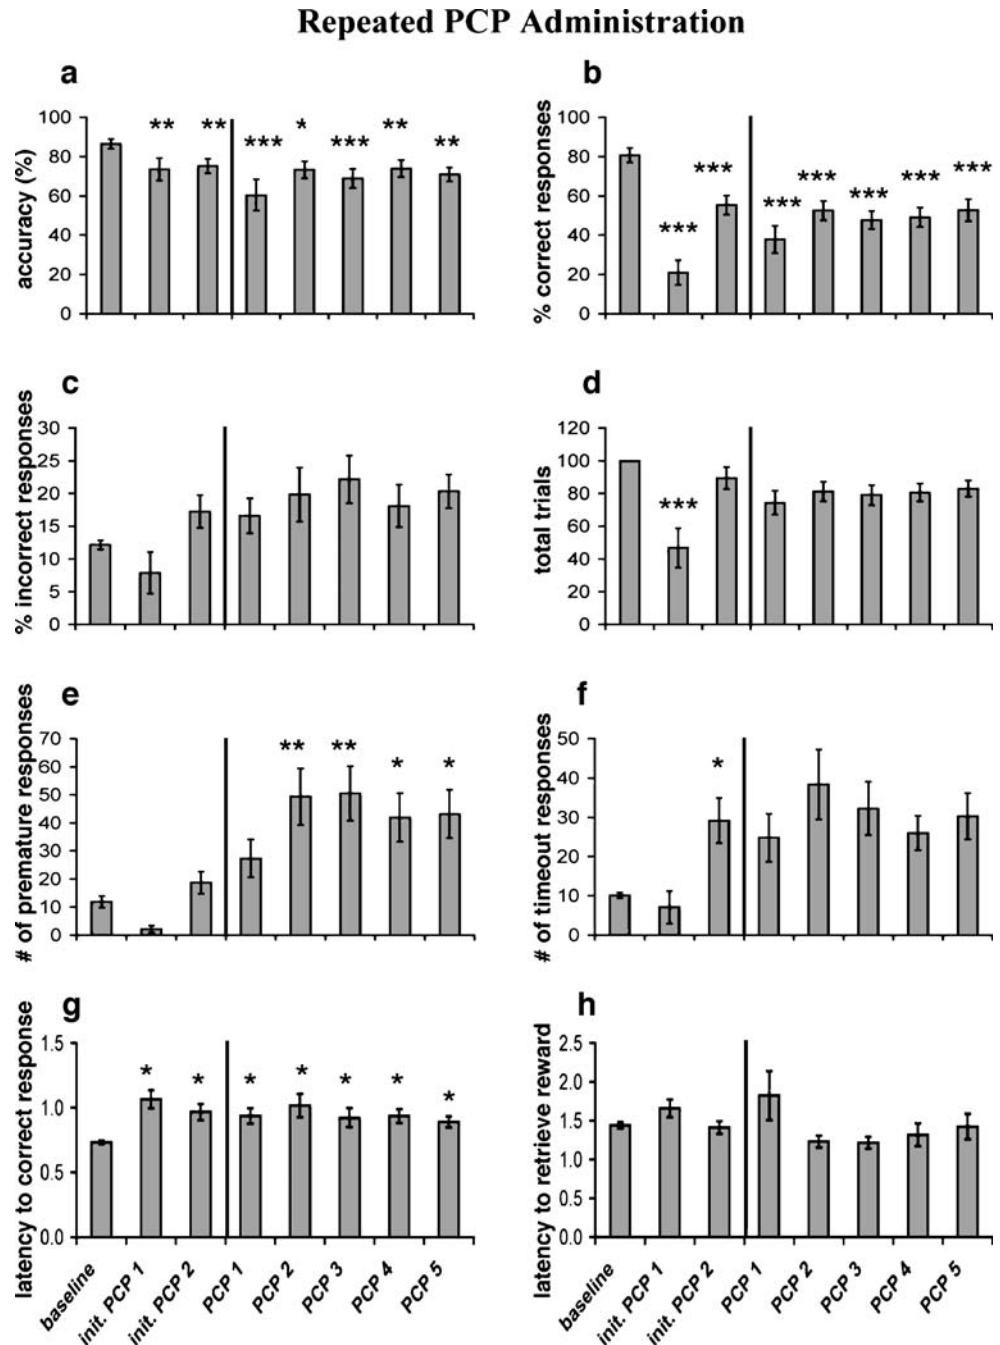 Repeated PCP Administration
a
accuracy (%)
100
80
60
40
20
0
** ** *** * *** ** **
b
% correct responses
100
80
60
40
20
0
*** *** *** *** *** *** ***
c
% incorrect responses
30
25
20
15
10
5
0
d
total trials
120
100
80
60
40
20
0
***
e
# of premature responses
70
60
50
40
30
20
10
0
** ** * *
f
# of timeout responses
50
40
30
20
10
0
*
g
latency to correct response
1.5
1.0
0.5
0.0
* * * * * * *
baseline
init. PCP 1
init. PCP 2
PCP 1
PCP 2
PCP 3
PCP 4
PCP 5
h
latency to retrieve reward
2.5
2.0
1.5
1.0
0.5
0.0
baseline
init. PCP 1
init. PCP 2
PCP 1
PCP 2
PCP 3
PCP 4
PCP 5